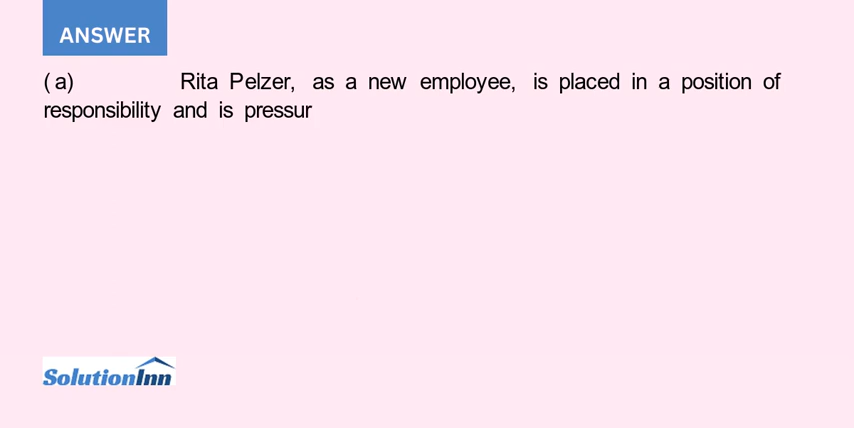 ANSWER
( a) Rita Pelzer, as a new employee, is placed in a position of
responsibility and is pressur
SolutionInn